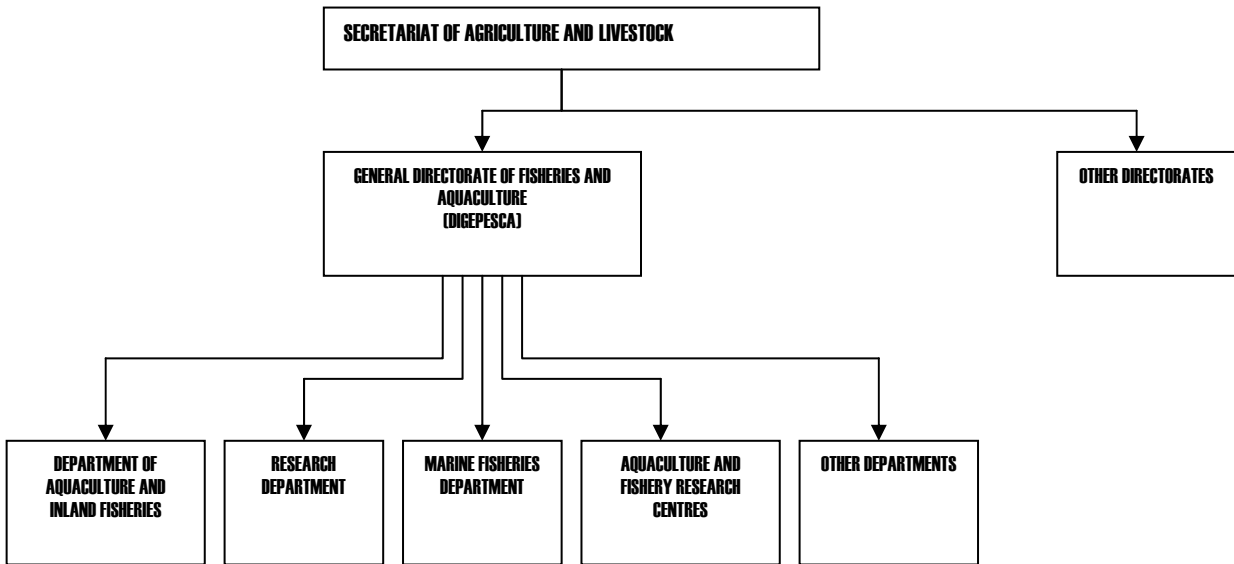 SECRETARIAT OF AGRICULTURE AND LIVESTOCK
GENERAL DIRECTORATE OF FISHERIES AND
AQUACULTURE
(DIGEPESCA)
OTHER DIRECTORATES
DEPARTMENT OF
AQUACULTURE AND
INLAND FISHERIES
RESEARCH
DEPARTMENT
MARINE FISHERIES
DEPARTMENT
AQUACULTURE AND
FISHERY RESEARCH
CENTRES
OTHER DEPARTMENTS